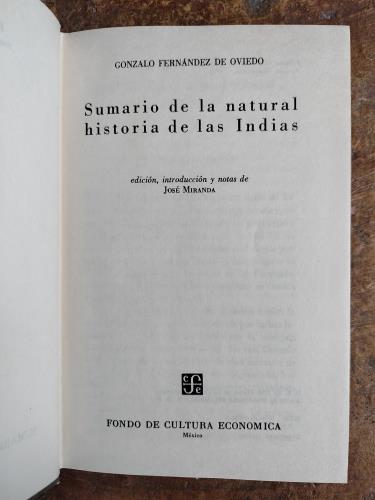 GONZALO FERNÁNDEZ DE OVIEDO
Sumario de la natural
historia de las Indias
edición, introducción y notas de
JOSÉ MIRANDA
cfe
FONDO DE CULTURA ECONOMICA
México